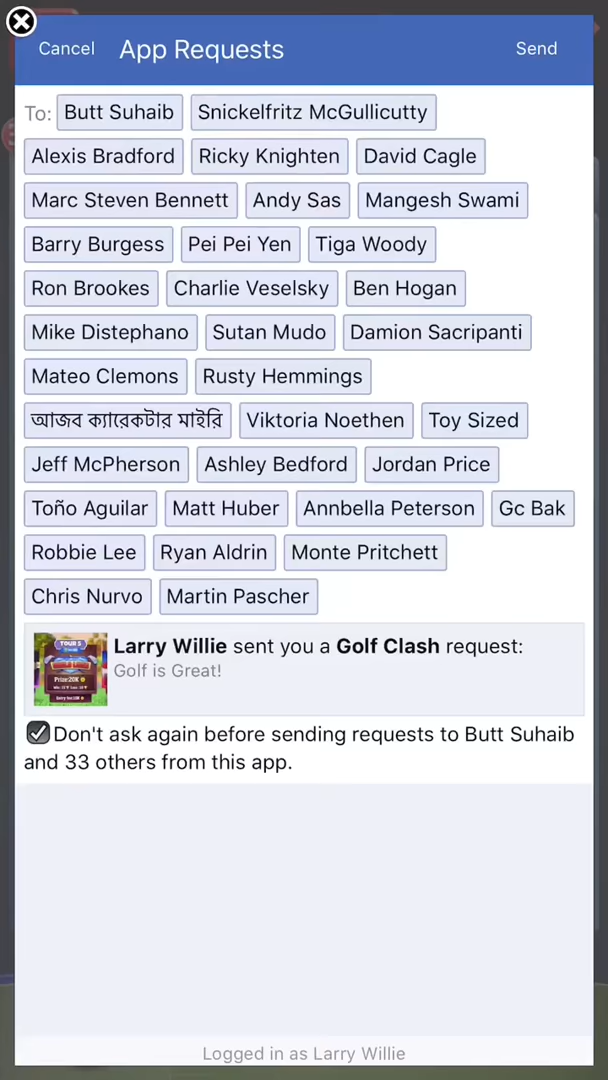 Cancel App Requests Send
To: Butt Suhaib Snickelfritz McGullicutty
Alexis Bradford Ricky Knighten David Cagle
Marc Steven Bennett Andy Sas Mangesh Swami
Barry Burgess Pei Pei Yen Tiga Woody
Ron Brookes Charlie Veselsky Ben Hogan
Mike Distephano Sutan Mudo Damion Sacripanti
Mateo Clemons Rusty Hemmings
আজব ক্যারেকটার মাইরি Viktoria Noethen Toy Sized
Jeff McPherson Ashley Bedford Jordan Price
Toño Aguilar Matt Huber Annbella Peterson Gc Bak
Robbie Lee Ryan Aldrin Monte Pritchett
Chris Nurvo Martin Pascher
TOUR 5
Prize:20K
Larry Willie sent you a Golf Clash request:
Golf is Great!
Don't ask again before sending requests to Butt Suhaib
and 33 others from this app.
Logged in as Larry Willie